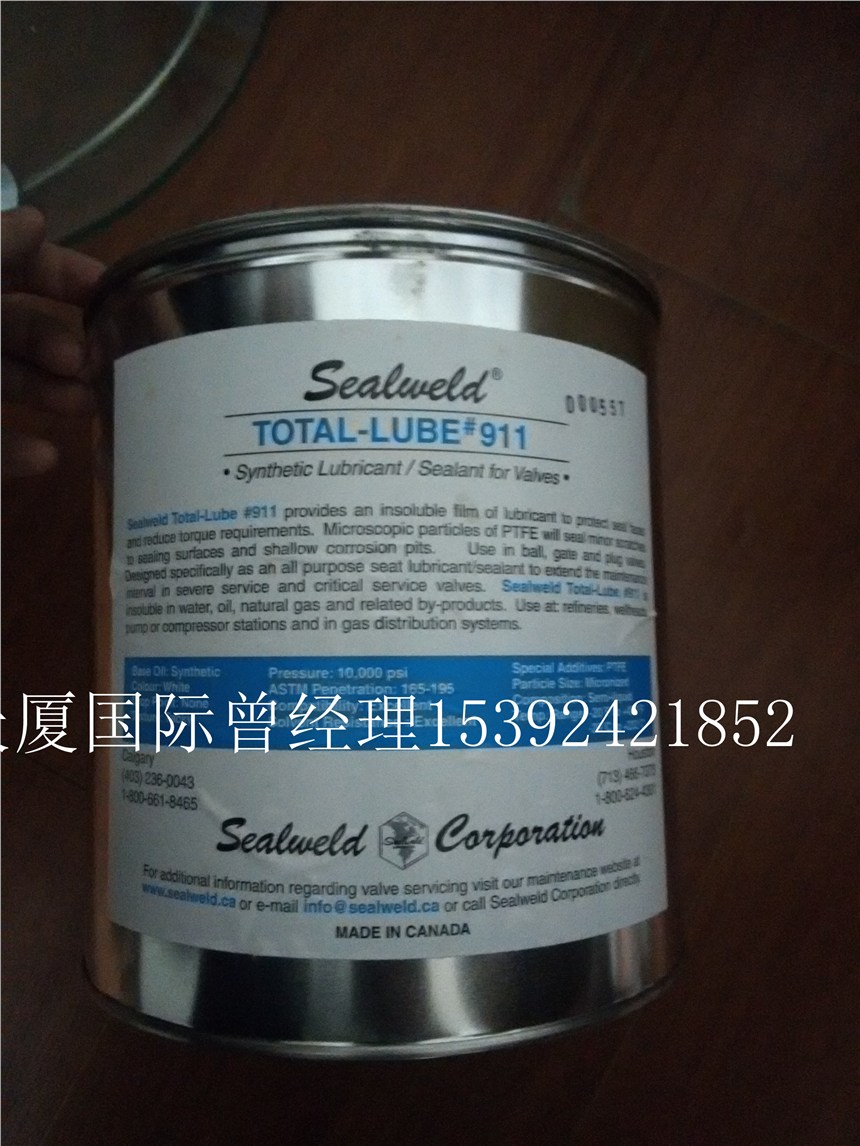 Sealweld®
000557
TOTAL-LUBE#911
• Synthetic Lubricant / Sealant for Valves •
Sealweld Total-Lube #911 provides an insoluble film of lubricant to protect seal faces
and reduce torque requirements. Microscopic particles of PTFE will seal minor scratches
to sealing surfaces and shallow corrosion pits. Use in ball, gate and plug valves.
Designed specifically as an all purpose seat lubricant/sealant to extend the maintenance
interval in severe service and critical service valves. Sealweld Total-Lube #911 is
insoluble in water, oil, natural gas and related by-products. Use at: refineries, wellheads,
pump or compressor stations and in gas distribution systems.
Base Oil: Synthetic
Colour: White
None
Pressure: 10,000 psi
ASTM Penetration: 165-195
Special Additives: PTFE
Particle Size: Micronized
厦国际曾经理15392421852
Calgary
(403) 236-0043
1-800-661-8465
Houston
(713) 466-7373
1-800-624-4301
Sealweld Corporation
For additional information regarding valve servicing visit our maintenance website at
www.sealweld.ca or e-mail info@sealweld.ca or call Sealweld Corporation directly.
MADE IN CANADA